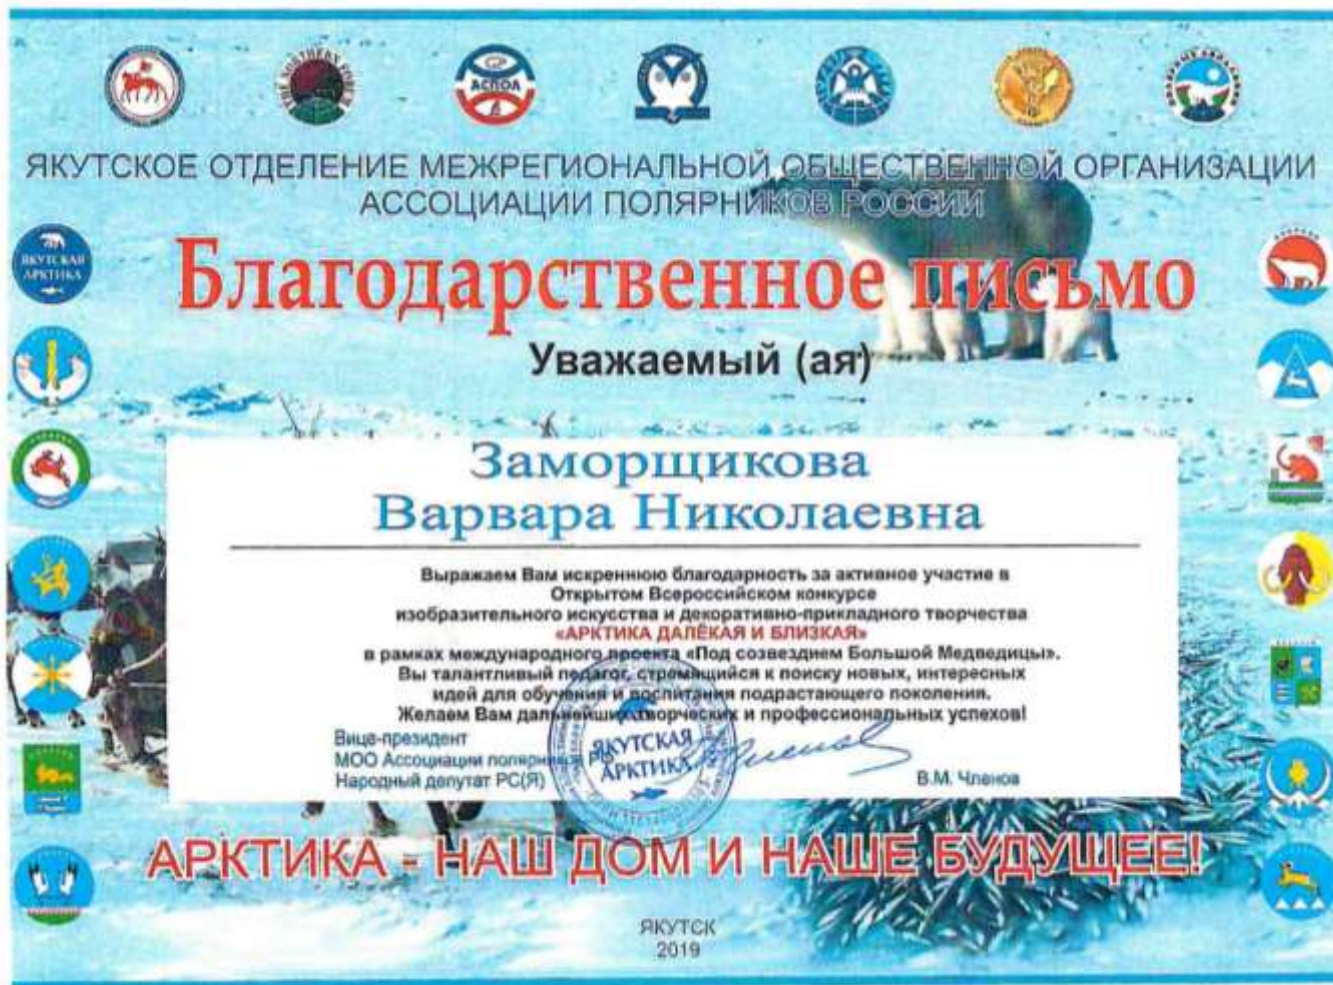 АСПОЛ
ЯКУТСКОЕ ОТДЕЛЕНИЕ МЕЖРЕГИОНАЛЬНОЙ ОБЩЕСТВЕННОЙ ОРГАНИЗАЦИИ
АССОЦИАЦИИ ПОЛЯРНИКОВ РОССИИ
ЯКУТСКАЯ
АРКТИКА
Благодарственное письмо
Уважаемый (ая)
Заморщикова
Варвара Николаевна
Выражаем Вам искреннюю благодарность за активное участие в
Открытом Всероссийском конкурсе
изобразительного искусства и декоративно-прикладного творчества
«АРКТИКА ДАЛЁКАЯ И БЛИЗКАЯ»
в рамках международного проекта «Под созвездием Большой Медведицы».
Вы талантливый педагог, стремящийся к поиску новых, интересных
идей для обучения и воспитания подрастающего поколения.
Желаем Вам дальнейших творческих и профессиональных успехов!
Вице-президент
МОО Ассоциации полярников РФ
Народный депутат РС(Я)
ЯКУТСКАЯ
АРКТИКА
В.М. Членов
АРКТИКА - НАШ ДОМ И НАШЕ БУДУЩЕЕ!
ЯКУТСК
2019